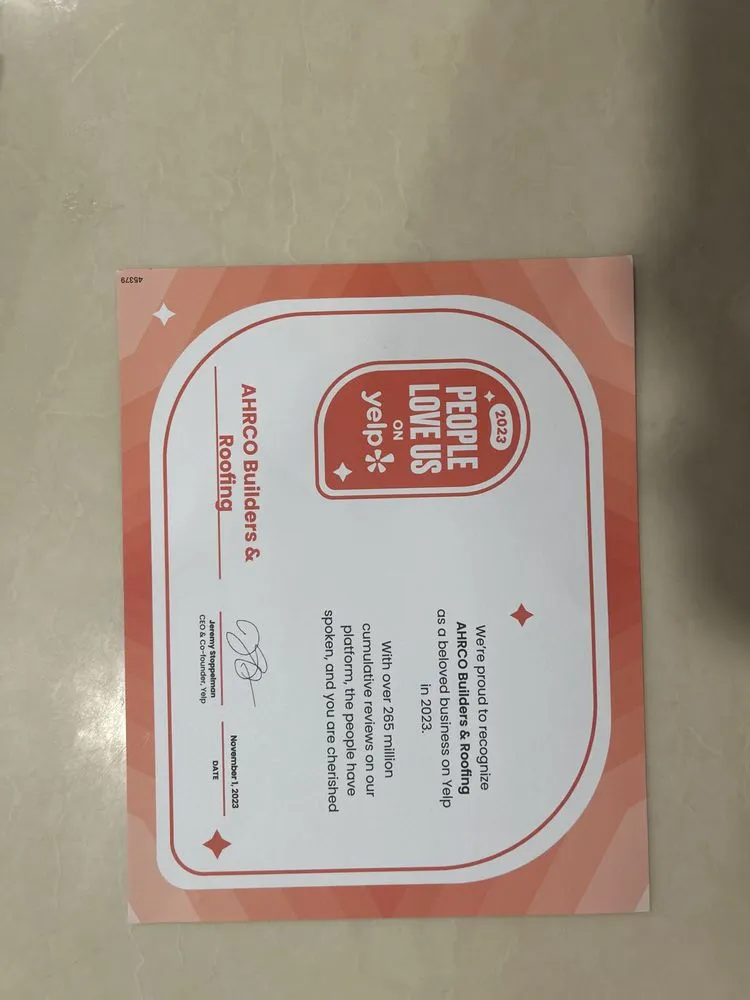 2023
PEOPLE
LOVE US
ON
yelp
AHRCO Builders &
Roofing
We're proud to recognize
AHRCO Builders & Roofing
as a beloved business on Yelp
in 2023.
With over 265 million
cumulative reviews on our
platform, the people have
spoken, and you are cherished
Jeremy Stoppelman
CEO & Co-founder, Yelp
November 1, 2023
DATE
45379